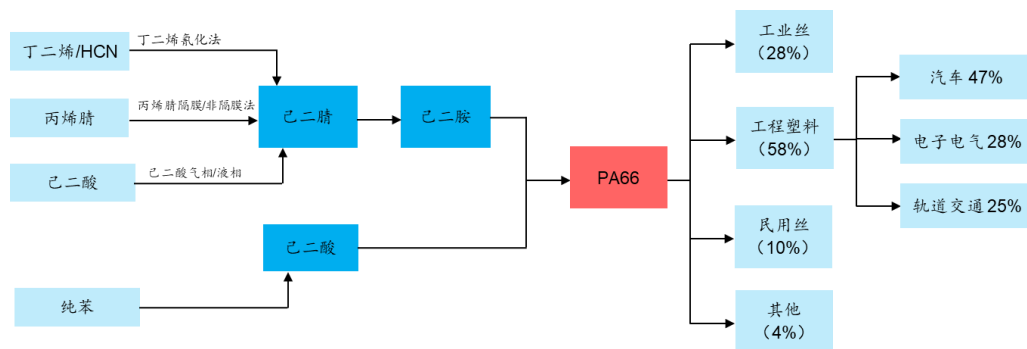 丁二烯/HCN
丁二烯氰化法
丙烯腈
丙烯腈隔膜/非隔膜法
己二酸
己二酸气相/液相
纯苯
己二腈
己二胺
己二酸
PA66
工业丝
（28%）
工程塑料
（58%）
民用丝
（10%）
其他
（4%）
汽车 47%
电子电气 28%
轨道交通 25%